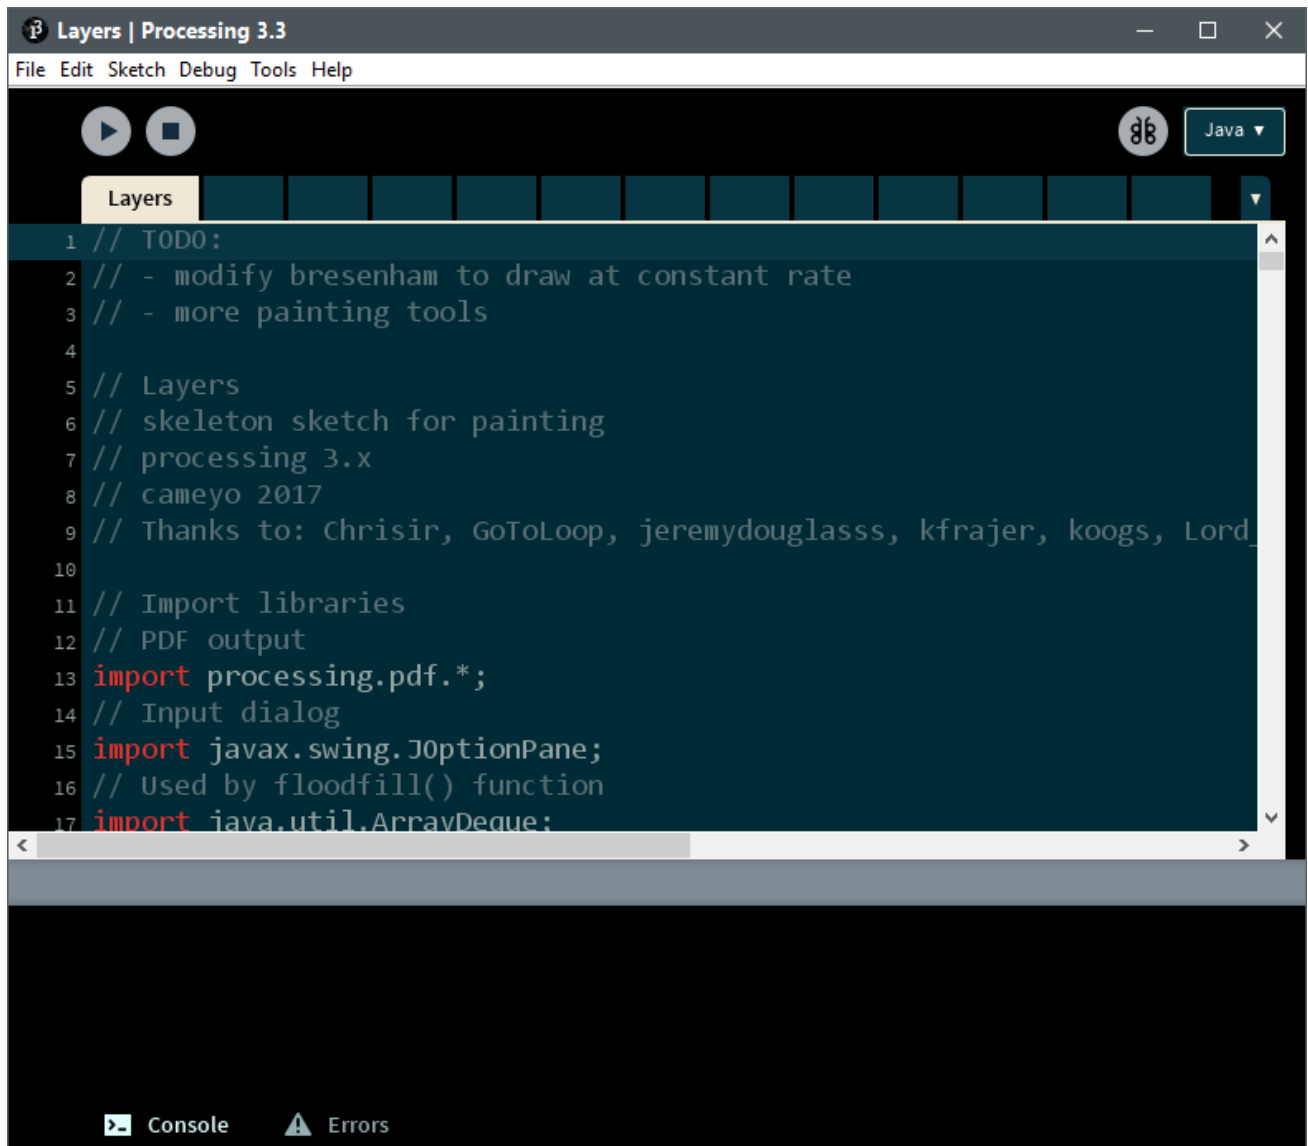 Layers | Processing 3.3
File Edit Sketch Debug Tools Help
Java
Layers
1 // TODO:
2 // - modify bresenham to draw at constant rate
3 // - more painting tools
4
5 // Layers
6 // skeleton sketch for painting
7 // processing 3.x
8 // cameyo 2017
9 // Thanks to: Chrisir, GoToLoop, jeremydouglasss, kfrajer, koogs, Lord_
10
11 // Import libraries
12 // PDF output
13 import processing.pdf.*;
14 // Input dialog
15 import javax.swing.JOptionPane;
16 // Used by floodfill() function
17 import java.util.ArrayDeque;
Console Errors